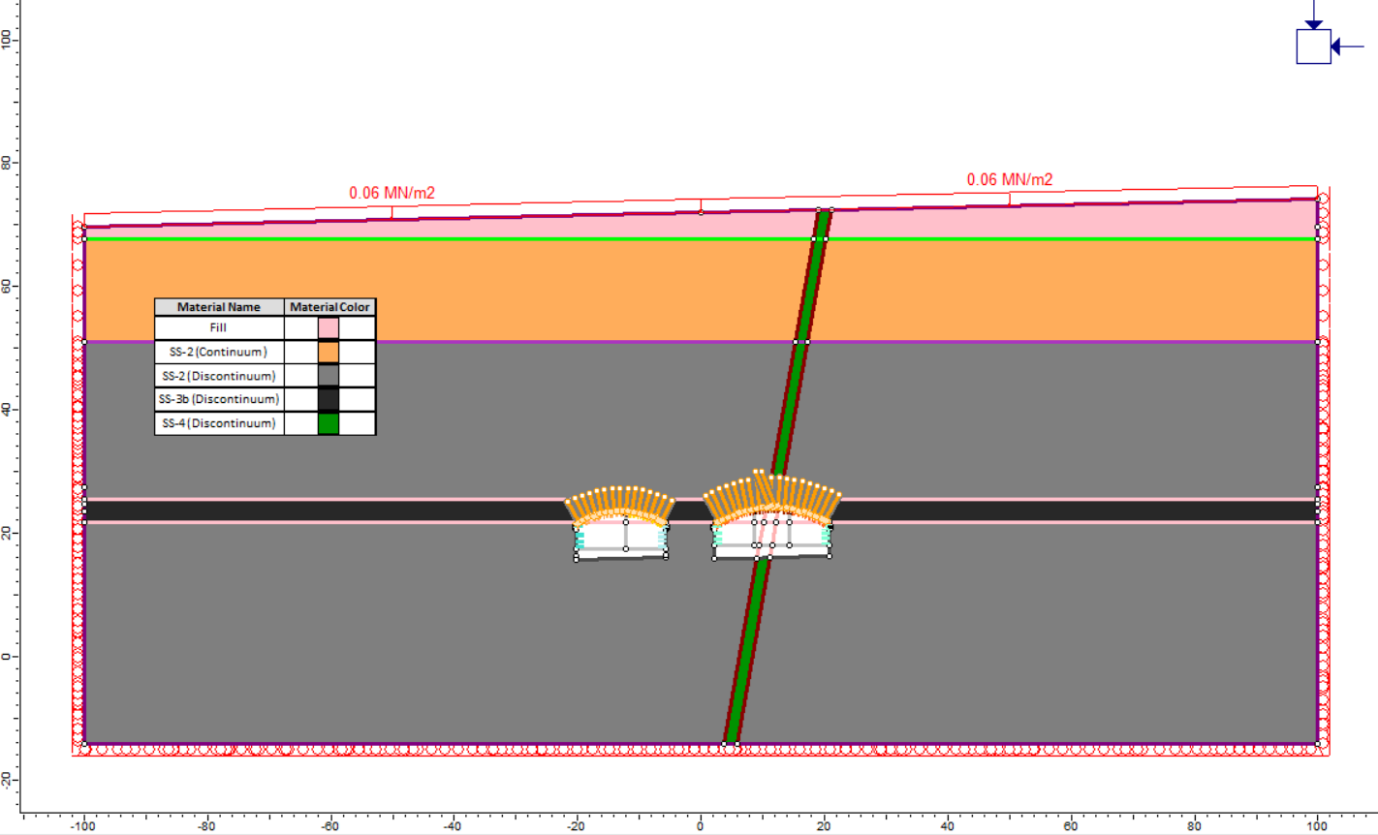 100
80
60
40
20
0
-20
0.06 MN/m2
0.06 MN/m2
Material Name Material Color
Fill
SS-2 (Continuum)
SS-2 (Discontinuum)
SS-3b (Discontinuum)
SS-4 (Discontinuum)
-100 -80 -60 -40 -20 0 20 40 60 80 100